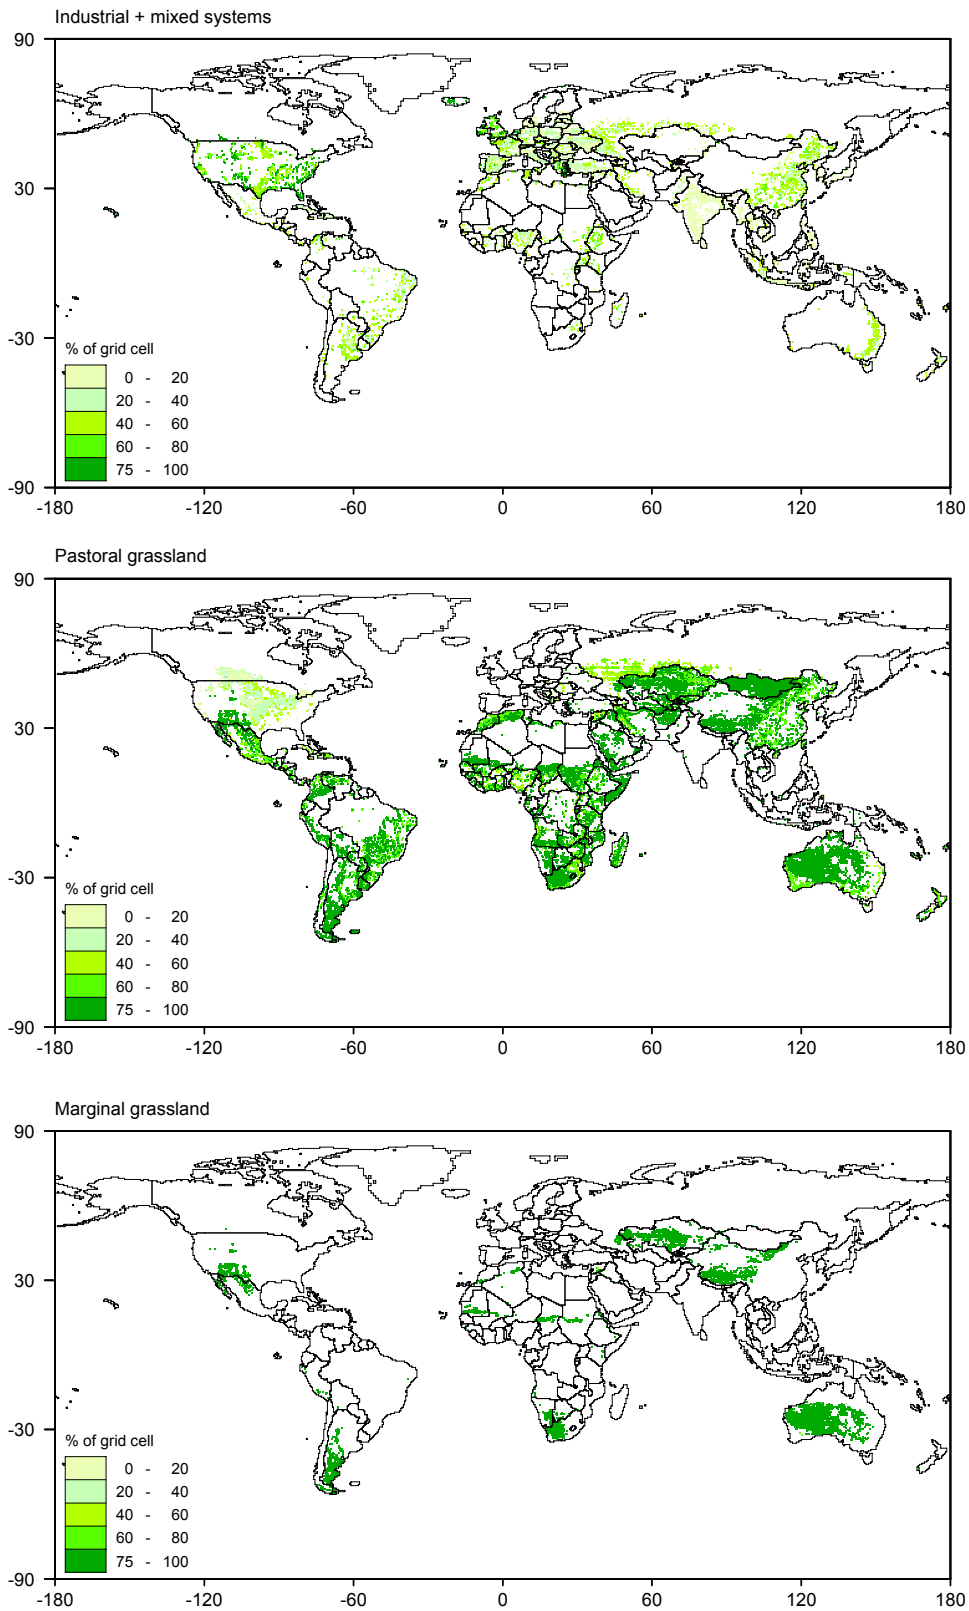 Industrial + mixed systems
90
30
-30
% of grid cell
0 - 20
20 - 40
40 - 60
60 - 80
75 - 100
-90
-180 -120 -60 0 60 120 180
Pastoral grassland
90
30
-30
% of grid cell
0 - 20
20 - 40
40 - 60
60 - 80
75 - 100
-90
-180 -120 -60 0 60 120 180
Marginal grassland
90
30
-30
% of grid cell
0 - 20
20 - 40
40 - 60
60 - 80
75 - 100
-90
-180 -120 -60 0 60 120 180